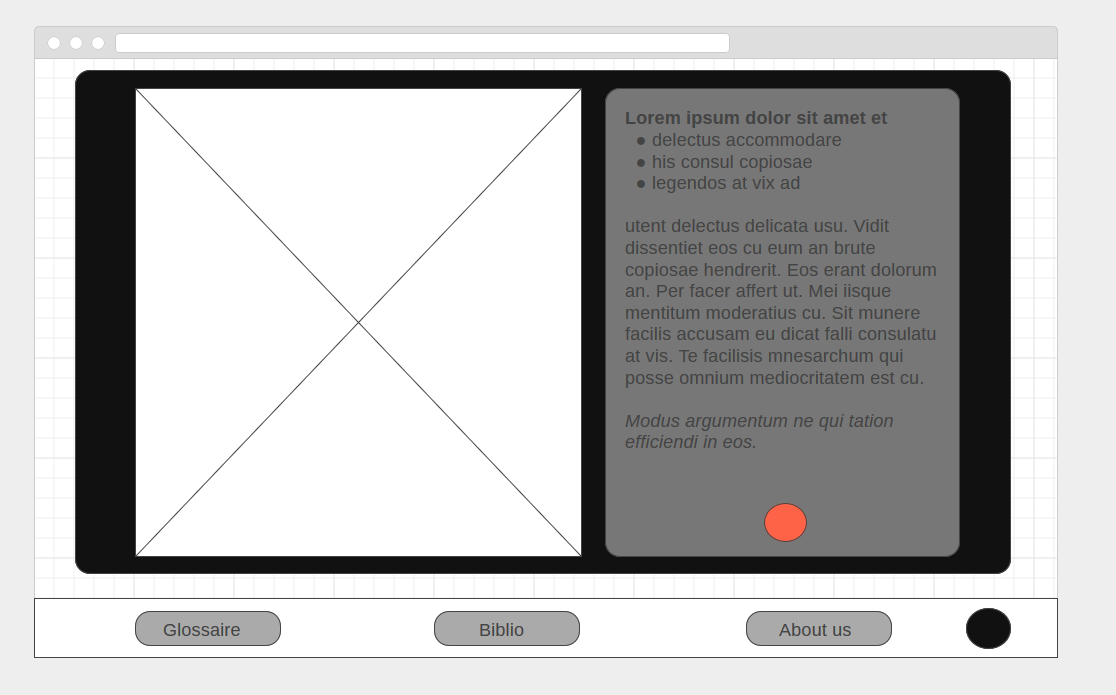 Lorem ipsum dolor sit amet et
● delectus accommodare
● his consul copiosae
● legendos at vix ad
utent delectus delicata usu. Vidit
dissentiet eos cu eum an brute
copiosae hendrerit. Eos erant dolorum
an. Per facer affert ut. Mei iisque
mentitum moderatius cu. Sit munere
facilis accusam eu dicat falli consulatu
at vis. Te facilisis mnesarchum qui
posse omnium mediocritatem est cu.
Modus argumentum ne qui tation
efficiendi in eos.
Glossaire
Biblio
About us